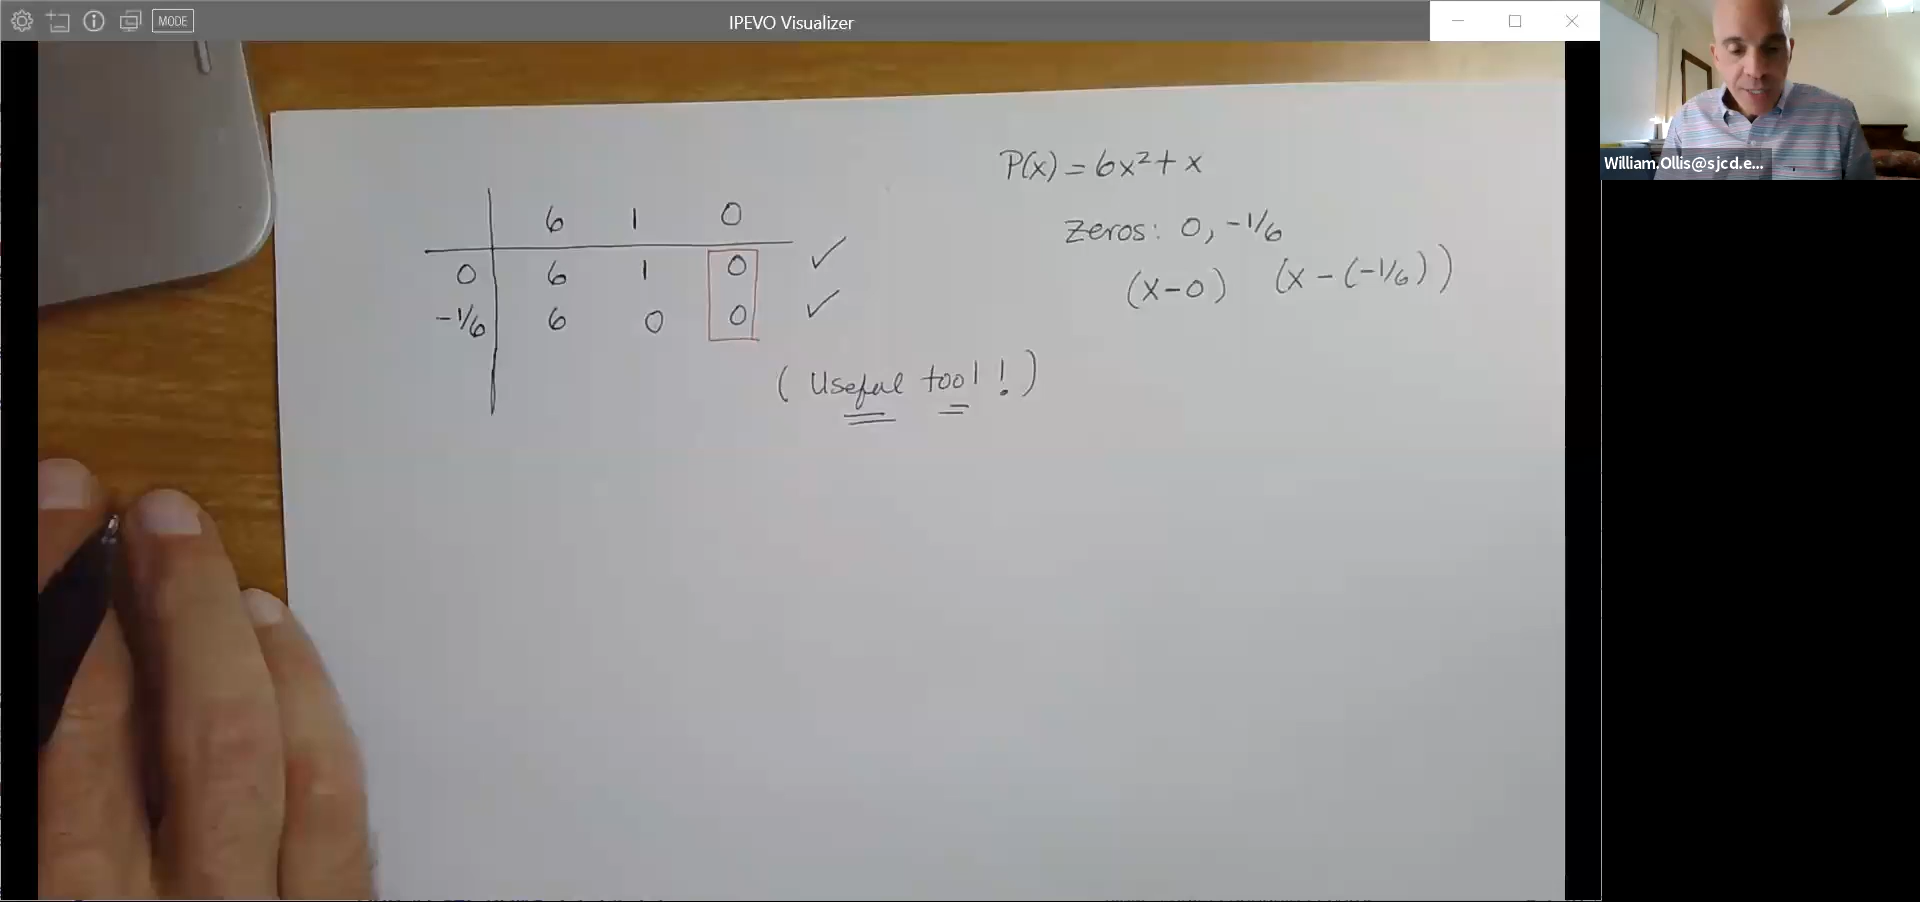 MODE
IPEVO Visualizer
William.Ollis@sjcd.e...
P(x) = 6x² + x
zeros: 0, -1/6
(x-0) (x-(-1/6))
6 1 0
0 6 1 0 ✓
-1/6 6 0 0 ✓
(Useful tool!)